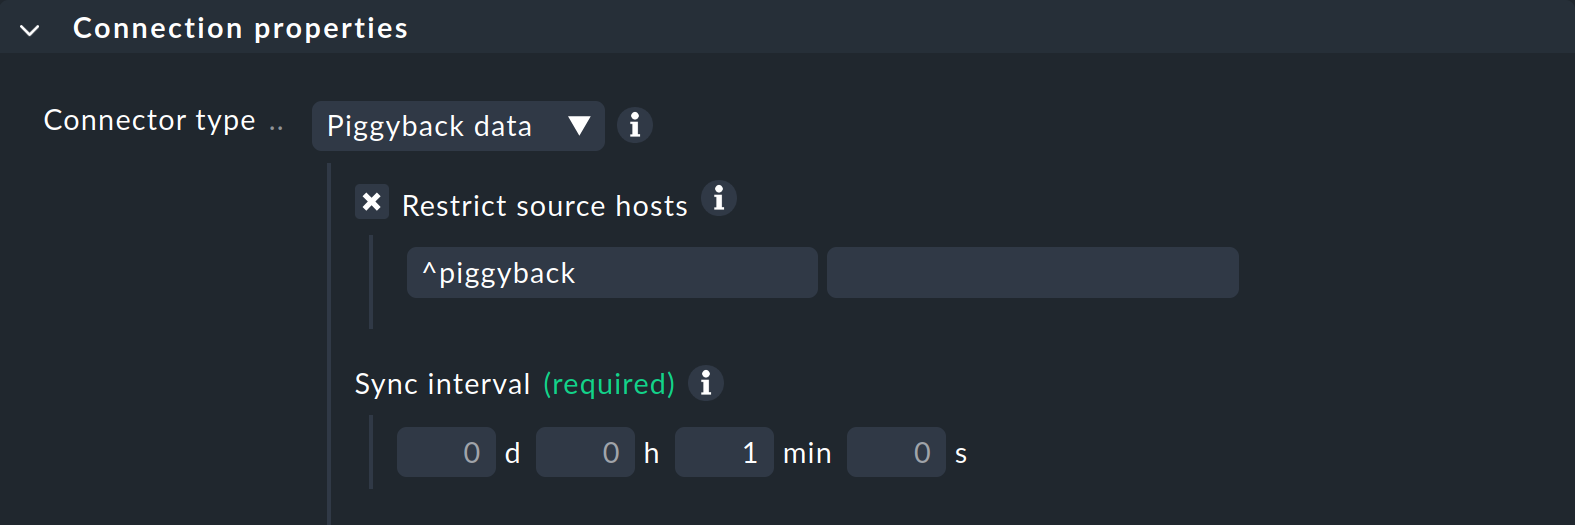 Connection properties
Connector type ..
Piggyback data ▼
Restrict source hosts
^piggyback
Sync interval (required)
0 d 0 h 1 min 0 s